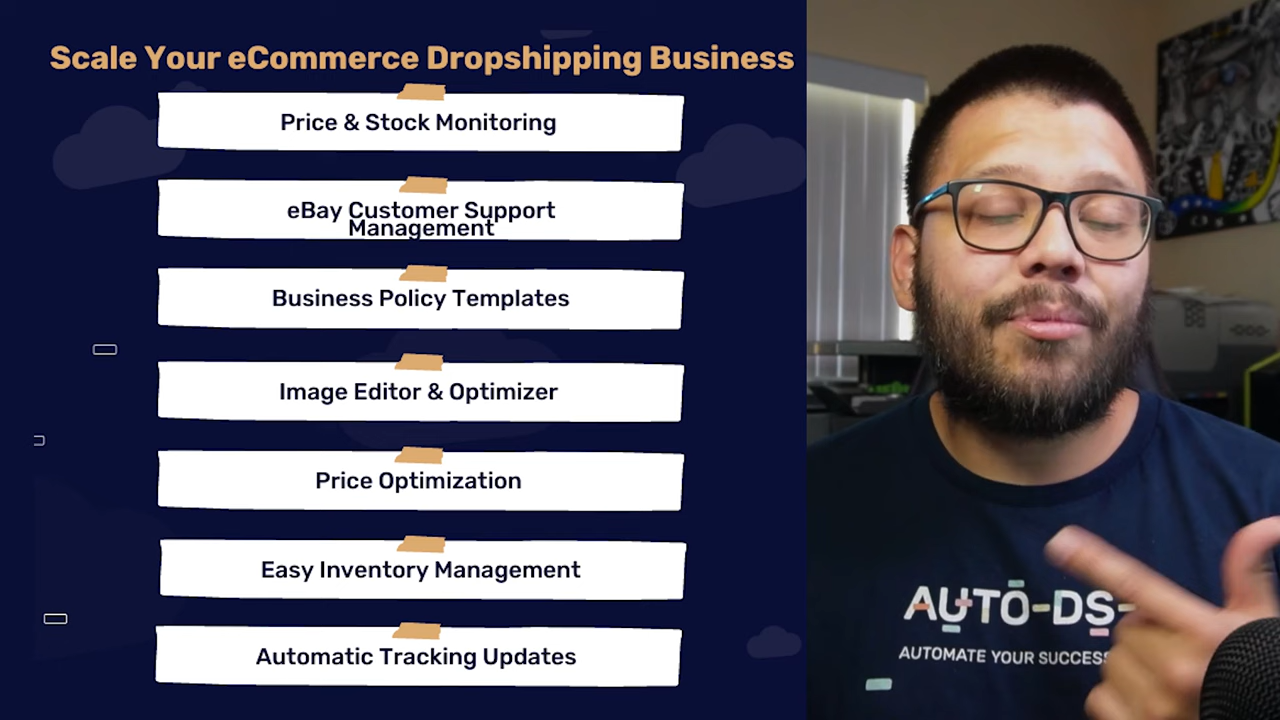 Scale Your eCommerce Dropshipping Business
Price & Stock Monitoring
eBay Customer Support
Management
Business Policy Templates
Image Editor & Optimizer
Price Optimization
Easy Inventory Management
Automatic Tracking Updates
AUTO-DS-
AUTOMATE YOUR SUCCESS